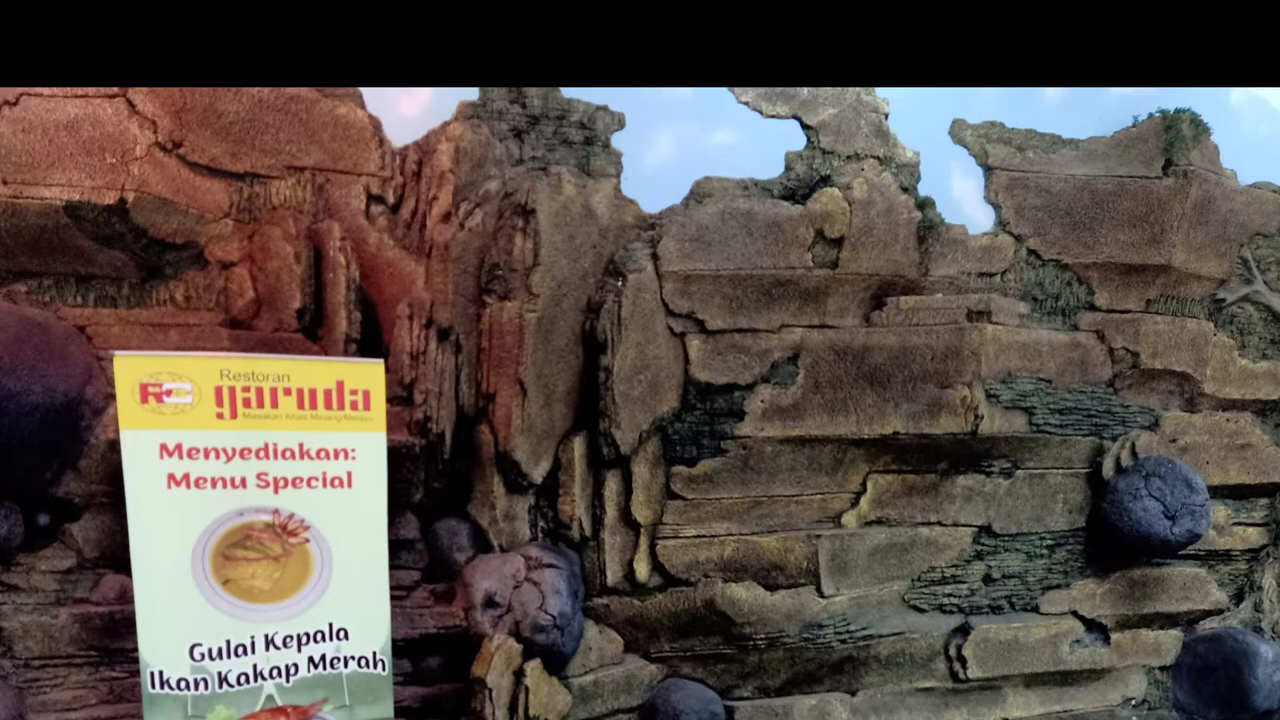 RG
Restoran
garuda
Masakan Khas Minang/Melayu
Menyediakan:
Menu Special
Gulai Kepala
Ikan Kakap Merah